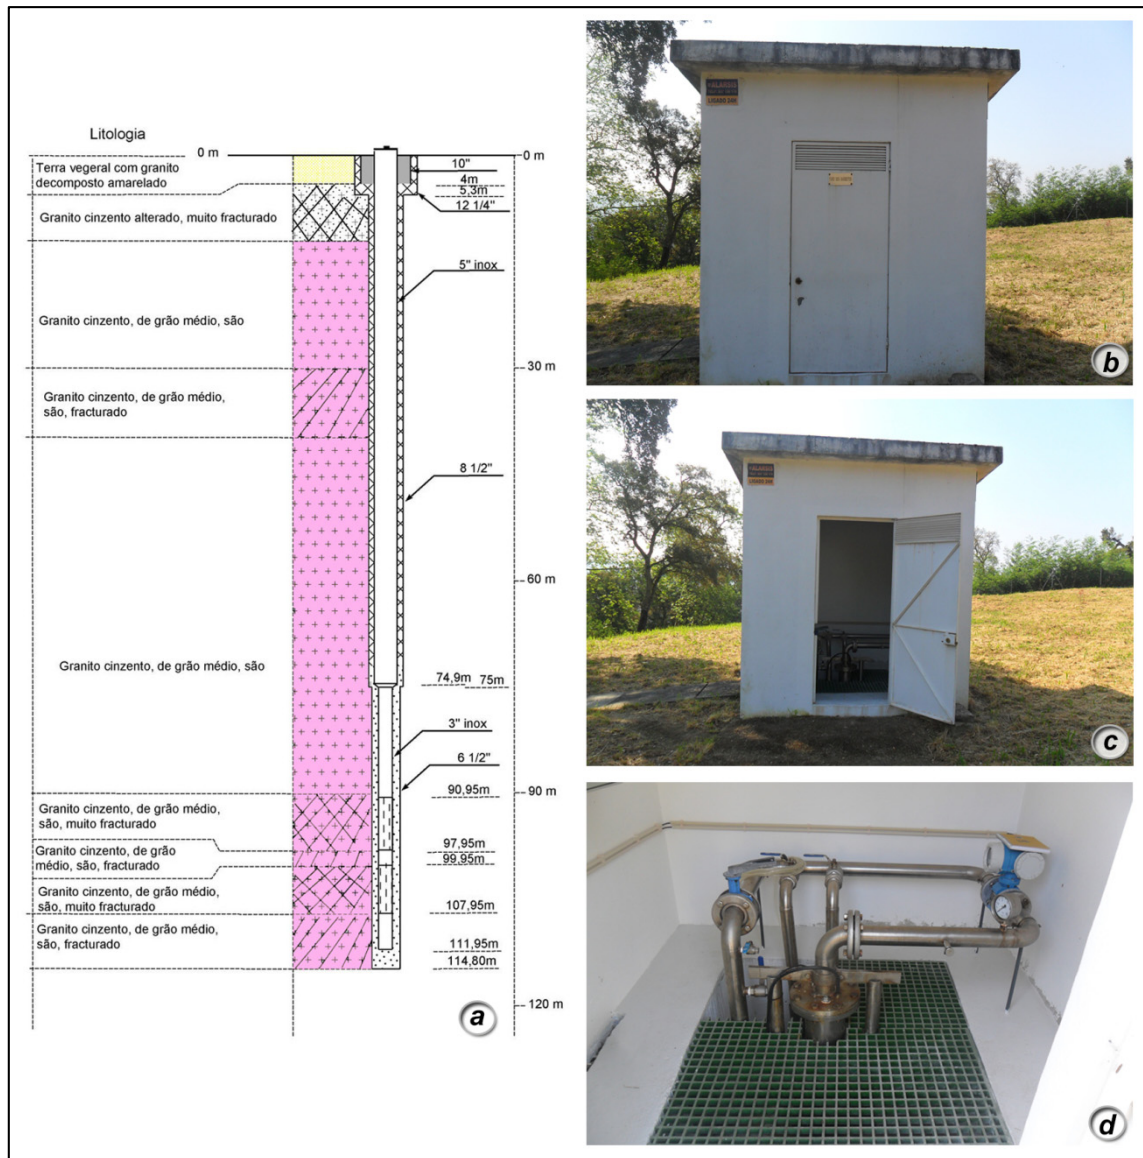 Litologia
0 m
0 m
Terra vegeral com granito
decomposto amarelado
10"
4m
5,3m
12 1/4"
Granito cinzento alterado, muito fracturado
5" inox
Granito cinzento, de grão médio, são
30 m
Granito cinzento, de grão médio,
são, fracturado
8 1/2"
60 m
Granito cinzento, de grão médio, são
74,9m
75m
3" inox
6 1/2"
90,95m
90 m
Granito cinzento, de grão médio,
são, muito fracturado
97,95m
Granito cinzento, de grão
médio, são, fracturado
99,95m
Granito cinzento, de grão médio,
são, muito fracturado
107,95m
Granito cinzento, de grão médio,
são, fracturado
111,95m
114,80m
120 m
a
LIGADO 24H
b
LIGADO 24H
c
d